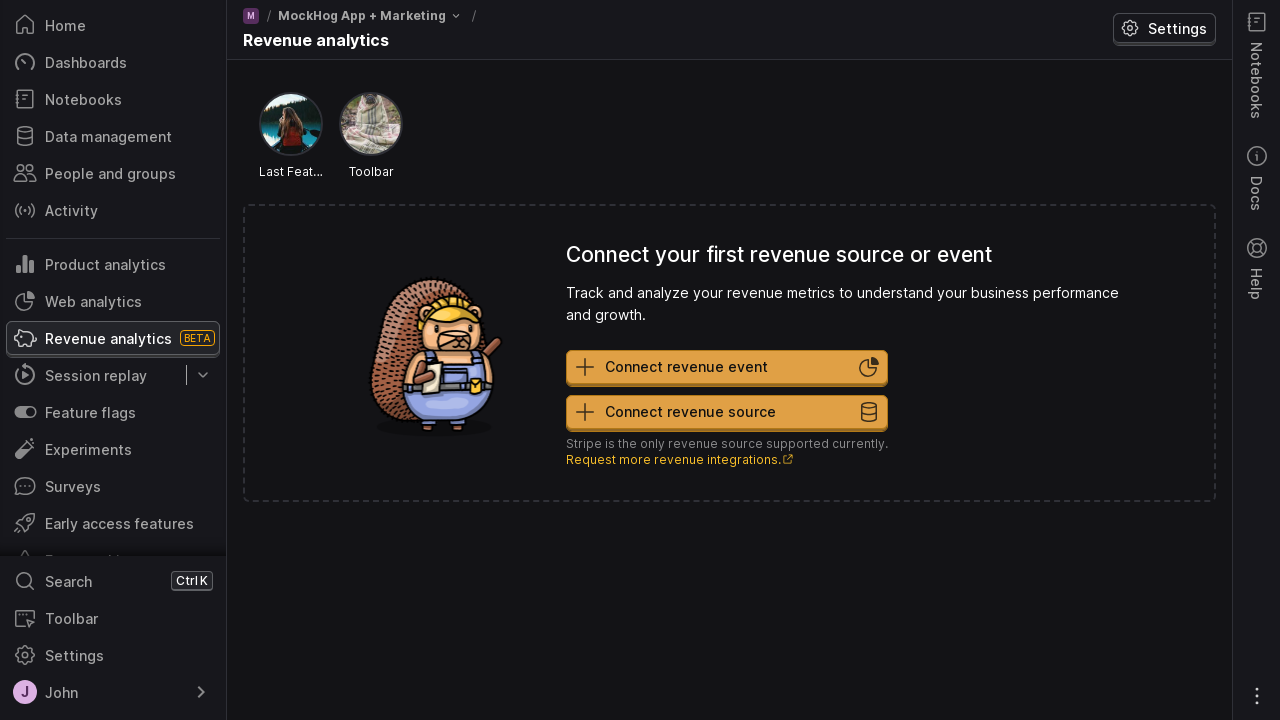 Home
Dashboards
Notebooks
Data management
People and groups
Activity
Product analytics
Web analytics
Revenue analytics BETA
Session replay
Feature flags
Experiments
Surveys
Early access features
Search Ctrl K
Toolbar
Settings
J John
M / MockHog App + Marketing /
Revenue analytics
Settings
Last Feat...
Toolbar
Connect your first revenue source or event
Track and analyze your revenue metrics to understand your business performance
and growth.
Connect revenue event
Connect revenue source
Stripe is the only revenue source supported currently.
Request more revenue integrations.
Notebooks
Docs
Help